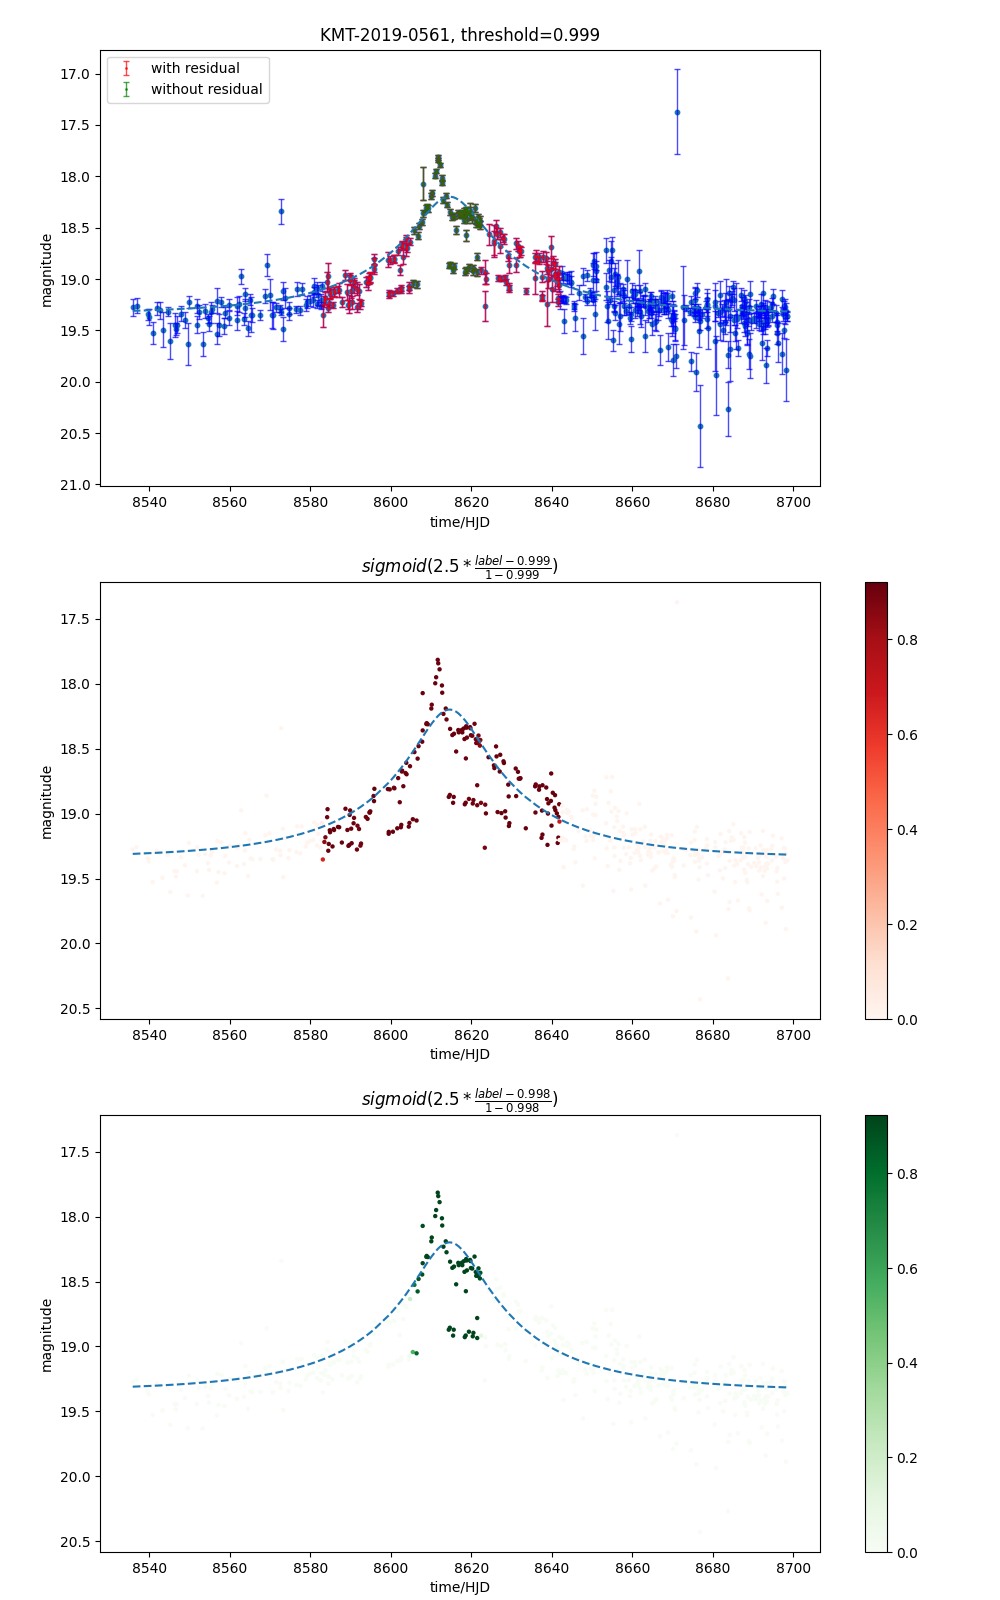 KMT-2019-0561, threshold=0.999
with residual
without residual
magnitude
17.0
17.5
18.0
18.5
19.0
19.5
20.0
20.5
21.0
8540 8560 8580 8600 8620 8640 8660 8680 8700
time/HJD
sigmoid(2.5 * \frac{label - 0.999}{1 - 0.999})
magnitude
17.5
18.0
18.5
19.0
19.5
20.0
20.5
8540 8560 8580 8600 8620 8640 8660 8680 8700
time/HJD
0.8
0.6
0.4
0.2
0.0
sigmoid(2.5 * \frac{label - 0.998}{1 - 0.998})
magnitude
17.5
18.0
18.5
19.0
19.5
20.0
20.5
8540 8560 8580 8600 8620 8640 8660 8680 8700
time/HJD
0.8
0.6
0.4
0.2
0.0